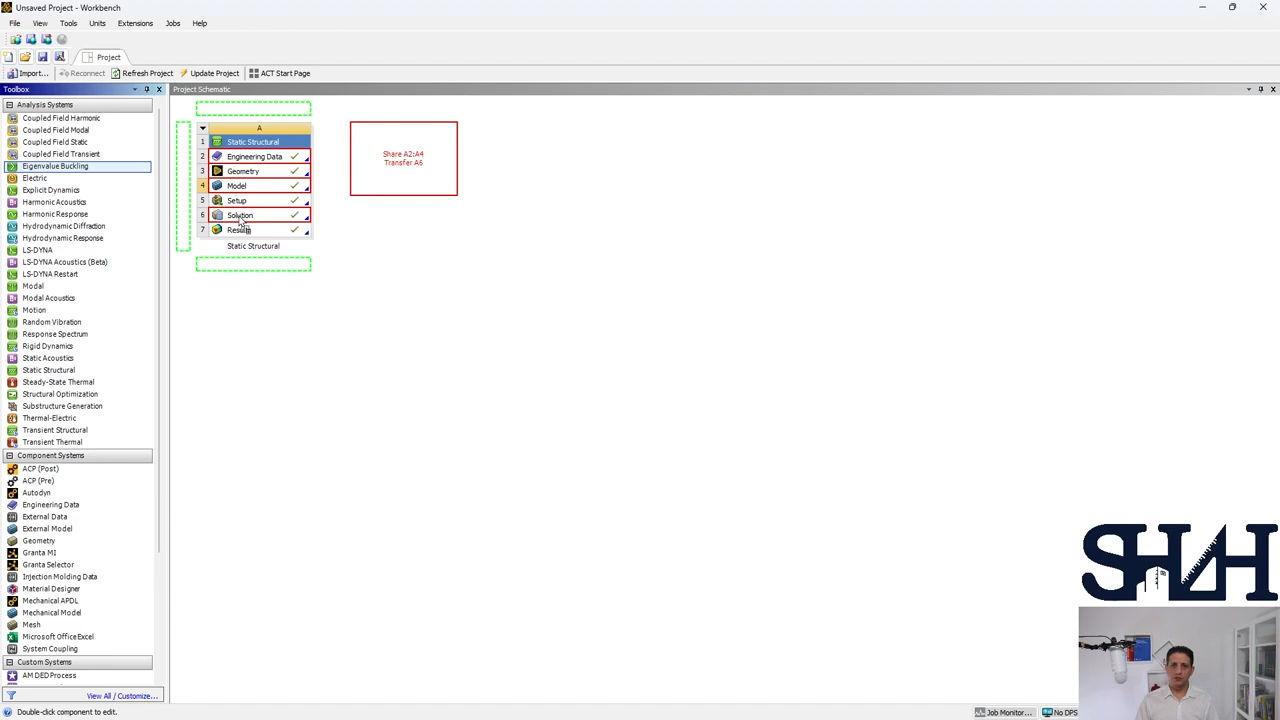 Unsaved Project - Workbench
File View Tools Units Extensions Jobs Help
Project
Import... Reconnect Refresh Project Update Project ACT Start Page
Toolbox
Project Schematic
Analysis Systems
Coupled Field Harmonic
Coupled Field Modal
Coupled Field Static
Coupled Field Transient
Eigenvalue Buckling
Electric
Explicit Dynamics
Harmonic Acoustics
Harmonic Response
Hydrodynamic Diffraction
Hydrodynamic Response
LS-DYNA
LS-DYNA Acoustics (Beta)
LS-DYNA Restart
Modal
Modal Acoustics
Motion
Random Vibration
Response Spectrum
Rigid Dynamics
Static Acoustics
Static Structural
Steady-State Thermal
Structural Optimization
Substructure Generation
Thermal-Electric
Transient Structural
Transient Thermal
Component Systems
ACP (Post)
ACP (Pre)
Autodyn
Engineering Data
External Data
External Model
Geometry
Granta MI
Granta Selector
Injection Molding Data
Material Designer
Mechanical APDL
Mechanical Model
Mesh
Microsoft Office Excel
System Coupling
Custom Systems
AM DED Process
View All / Customize...
A
1 Static Structural
2 Engineering Data
3 Geometry
4 Model
5 Setup
6 Solution
7 Results
Static Structural
Share A2:A4
Transfer A6
SHLH
Double-click component to edit.
Job Monitor... No DPS